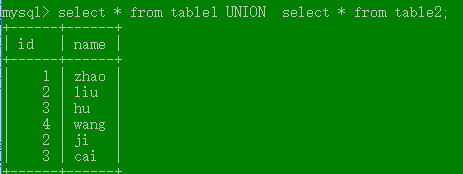 mysql> select * from table1 UNION  select * from table2;
+------+------+
| id   | name |
+------+------+
|    1 | zhao |
|    2 | liu  |
|    3 | hu   |
|    4 | wang |
|    2 | ji   |
|    3 | cai  |
+------+------+